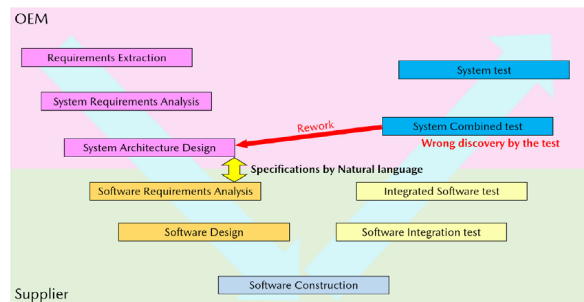 OEM
Requirements Extraction
System test
System Requirements Analysis
Rework
System Combined test
Wrong discovery by the test
System Architecture Design
Specifications by Natural language
Software Requirements Analysis
Integrated Software test
Software Design
Software Integration test
Software Construction
Supplier